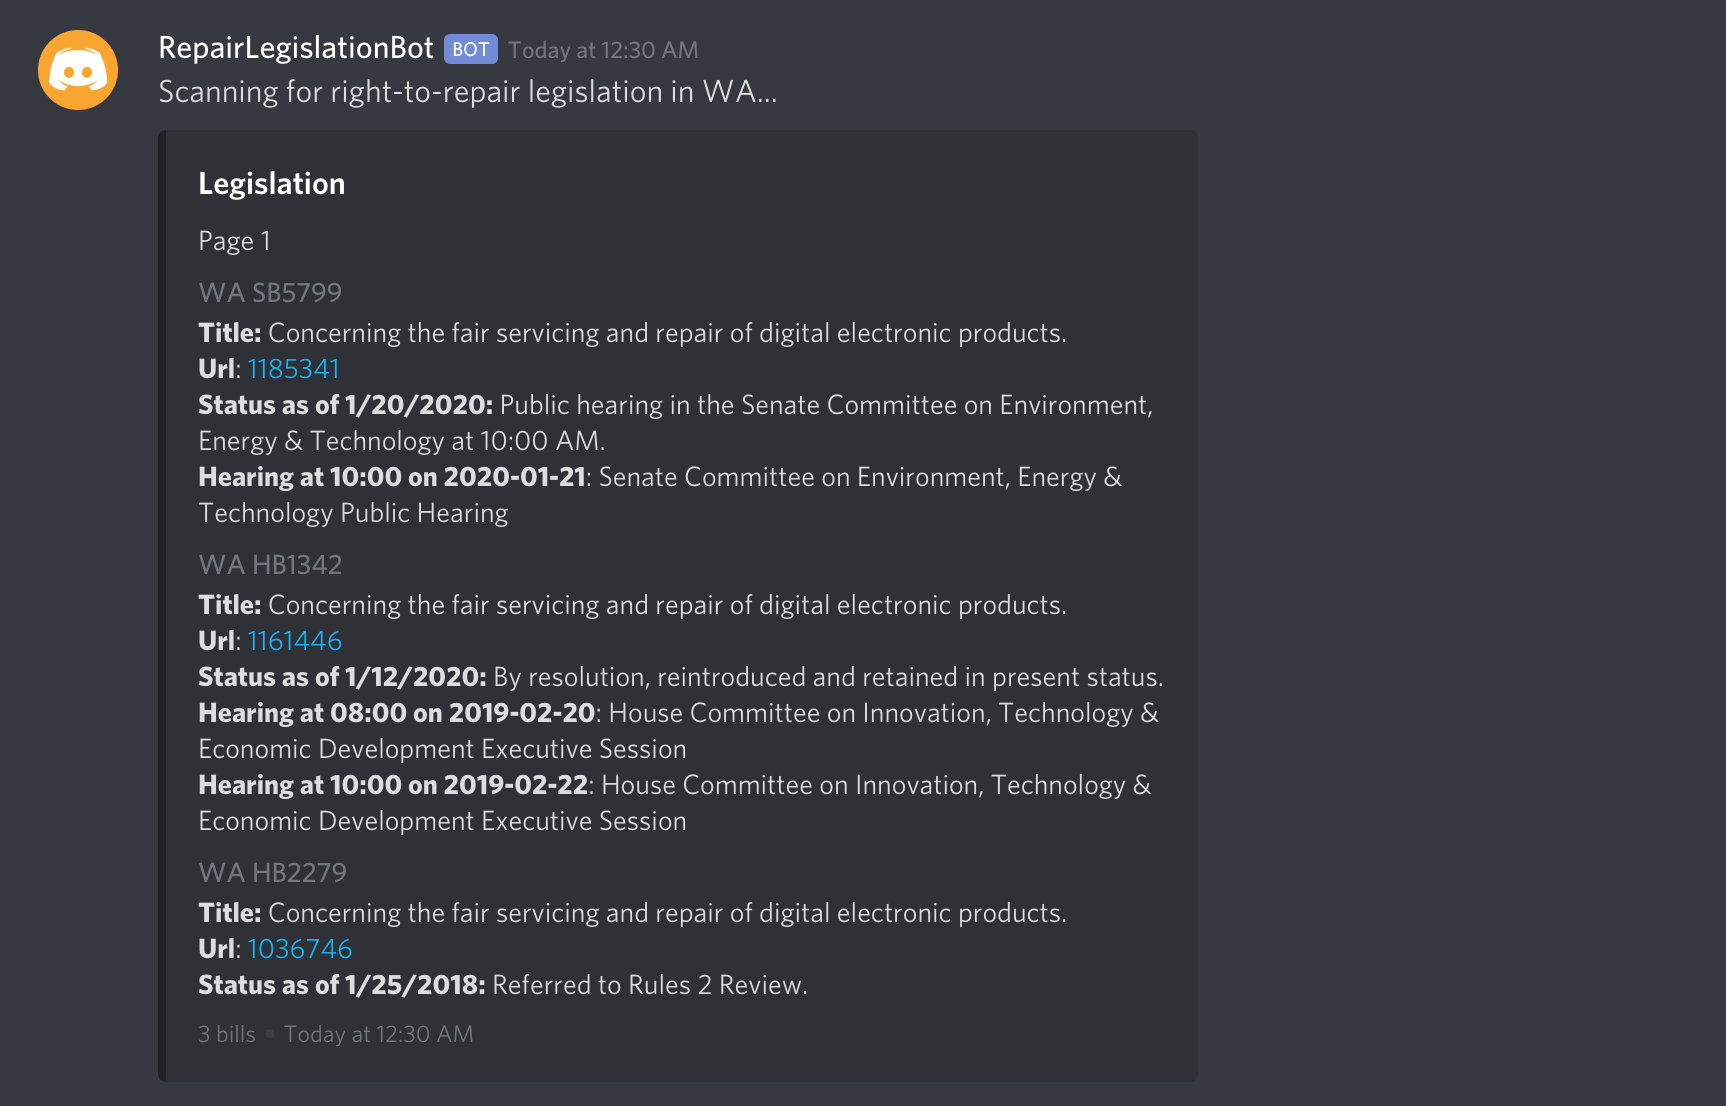 RepairLegislationBot BOT Today at 12:30 AM
Scanning for right-to-repair legislation in WA...
Legislation
Page 1
WA SB5799
Title: Concerning the fair servicing and repair of digital electronic products.
Url: 1185341
Status as of 1/20/2020: Public hearing in the Senate Committee on Environment,
Energy & Technology at 10:00 AM.
Hearing at 10:00 on 2020-01-21: Senate Committee on Environment, Energy &
Technology Public Hearing
WA HB1342
Title: Concerning the fair servicing and repair of digital electronic products.
Url: 1161446
Status as of 1/12/2020: By resolution, reintroduced and retained in present status.
Hearing at 08:00 on 2019-02-20: House Committee on Innovation, Technology &
Economic Development Executive Session
Hearing at 10:00 on 2019-02-22: House Committee on Innovation, Technology &
Economic Development Executive Session
WA HB2279
Title: Concerning the fair servicing and repair of digital electronic products.
Url: 1036746
Status as of 1/25/2018: Referred to Rules 2 Review.
3 bills • Today at 12:30 AM